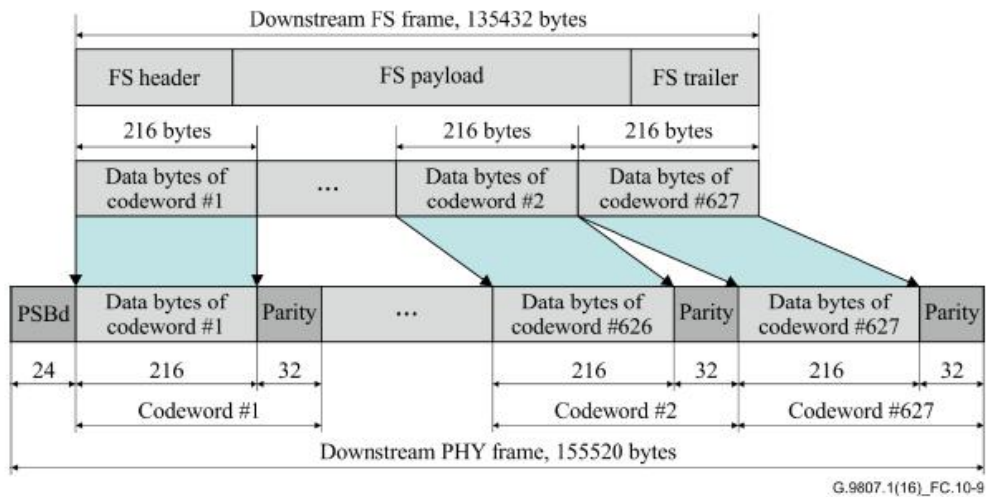 Downstream FS frame, 135432 bytes
FS header
FS payload
FS trailer
216 bytes
216 bytes
216 bytes
Data bytes of
codeword #1
...
Data bytes of
codeword #2
Data bytes of
codeword #627
PSBd
Data bytes of
codeword #1
Parity
...
Data bytes of
codeword #626
Parity
Data bytes of
codeword #627
Parity
24
216
32
216
32
216
32
Codeword #1
Codeword #2
Codeword #627
Downstream PHY frame, 155520 bytes
G.9807.1(16)_FC.10-9